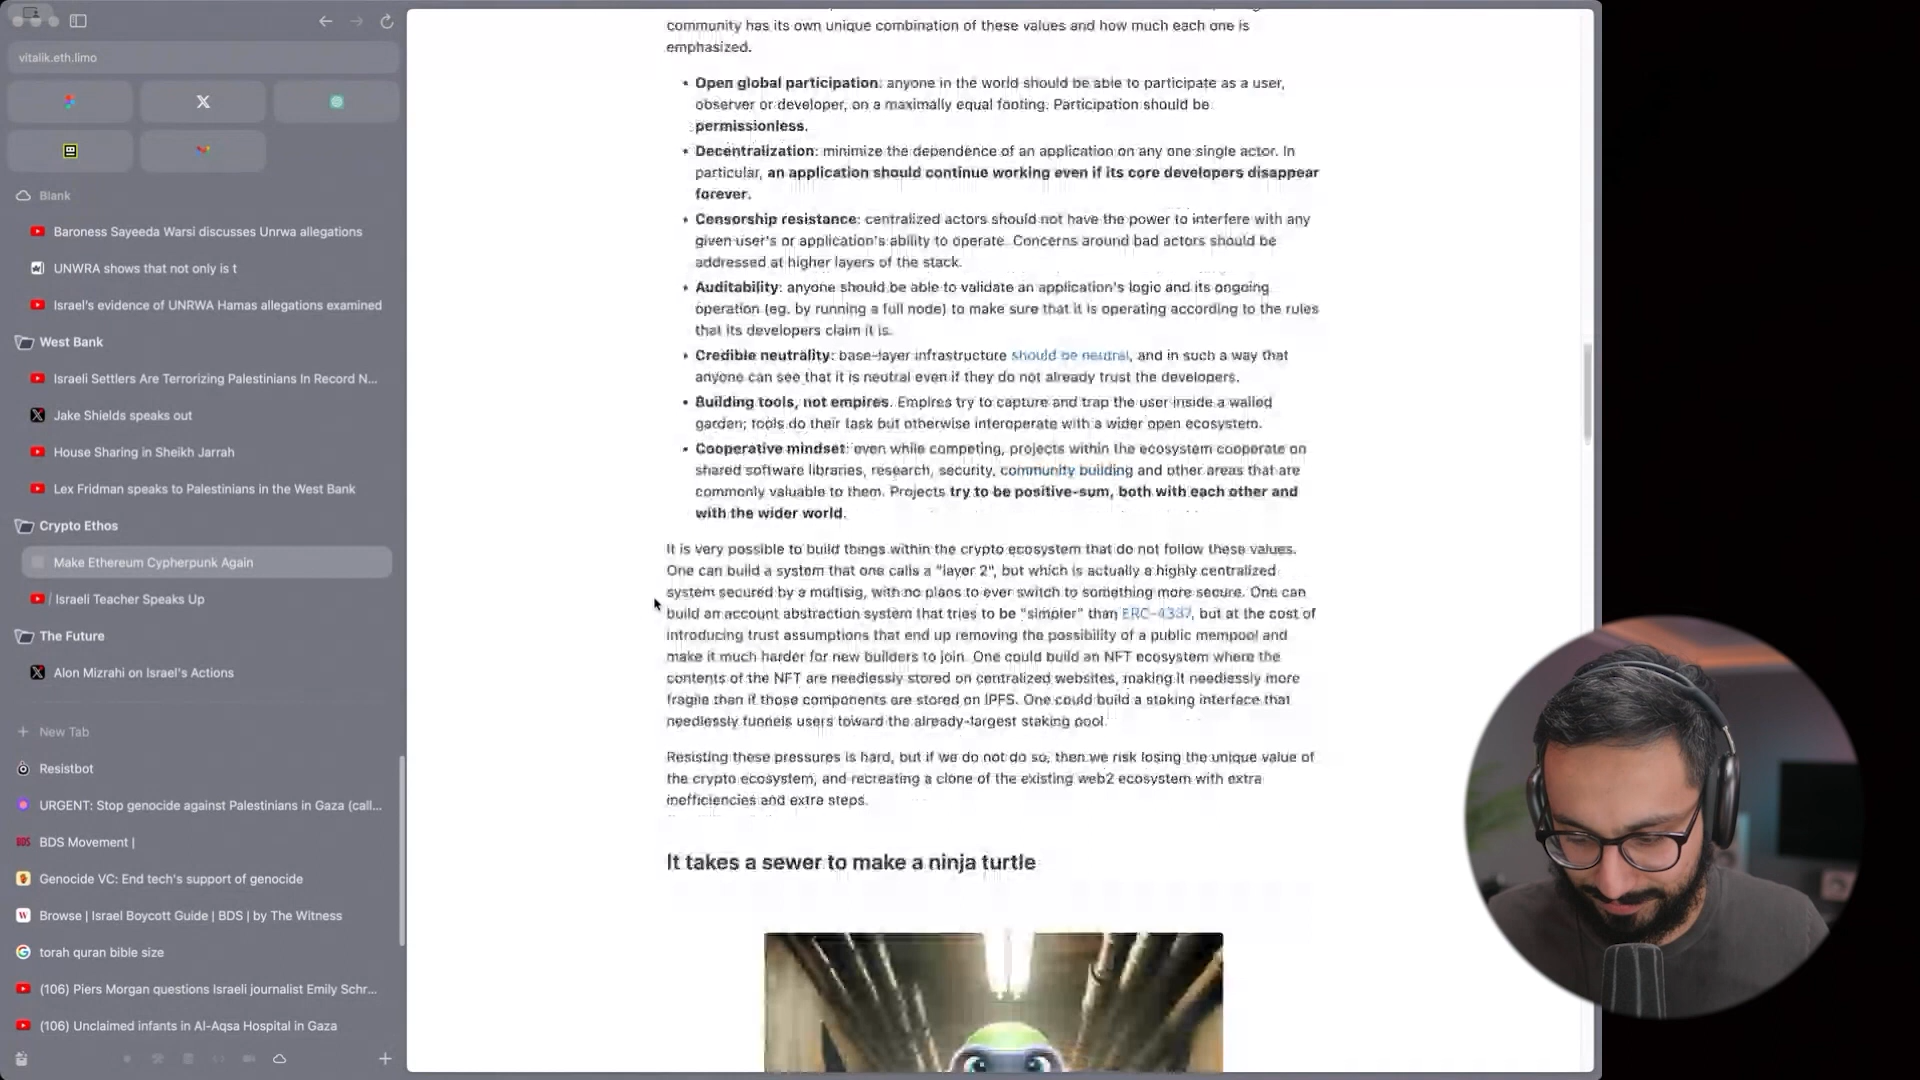 vitalik.eth.limo
Blank
Baroness Sayeeda Warsi discusses Unrwa allegations
UNWRA shows that not only is t
Israel's evidence of UNRWA Hamas allegations examined
West Bank
Israeli Settlers Are Terrorizing Palestinians In Record N...
Jake Shields speaks out
House Sharing in Sheikh Jarrah
Lex Fridman speaks to Palestinians in the West Bank
Crypto Ethos
Make Ethereum Cypherpunk Again
/ Israeli Teacher Speaks Up
The Future
Alon Mizrahi on Israel's Actions
New Tab
Resistbot
URGENT: Stop genocide against Palestinians in Gaza (call...
BDS Movement |
Genocide VC: End tech's support of genocide
Browse | Israel Boycott Guide | BDS | by The Witness
torah quran bible size
(106) Piers Morgan questions Israeli journalist Emily Schr...
(106) Unclaimed infants in Al-Aqsa Hospital in Gaza
community has its own unique combination of these values and how much each one is
emphasized.
• Open global participation: anyone in the world should be able to participate as a user,
observer or developer, on a maximally equal footing. Participation should be
permissionless.
• Decentralization: minimize the dependence of an application on any one single actor. In
particular, an application should continue working even if its core developers disappear
forever.
• Censorship resistance: centralized actors should not have the power to interfere with any
given user's or application's ability to operate. Concerns around bad actors should be
addressed at higher layers of the stack.
• Auditability: anyone should be able to validate an application's logic and its ongoing
operation (eg. by running a full node) to make sure that it is operating according to the rules
that its developers claim it is.
• Credible neutrality: base-layer infrastructure should be neutral, and in such a way that
anyone can see that it is neutral even if they do not already trust the developers.
• Building tools, not empires. Empires try to capture and trap the user inside a walled
garden; tools do their task but otherwise interoperate with a wider open ecosystem.
• Cooperative mindset: even while competing, projects within the ecosystem cooperate on
shared software libraries, research, security, community building and other areas that are
commonly valuable to them. Projects try to be positive-sum, both with each other and
with the wider world.
It is very possible to build things within the crypto ecosystem that do not follow these values.
One can build a system that one calls a "layer 2", but which is actually a highly centralized
system secured by a multisig, with no plans to ever switch to something more secure. One can
build an account abstraction system that tries to be "simpler" than ERC-4337, but at the cost of
introducing trust assumptions that end up removing the possibility of a public mempool and
make it much harder for new builders to join. One could build an NFT ecosystem where the
contents of the NFT are needlessly stored on centralized websites, making it needlessly more
fragile than if those components are stored on IPFS. One could build a staking interface that
needlessly funnels users toward the already-largest staking pool.
Resisting these pressures is hard, but if we do not do so, then we risk losing the unique value of
the crypto ecosystem, and recreating a clone of the existing web2 ecosystem with extra
inefficiencies and extra steps.
It takes a sewer to make a ninja turtle